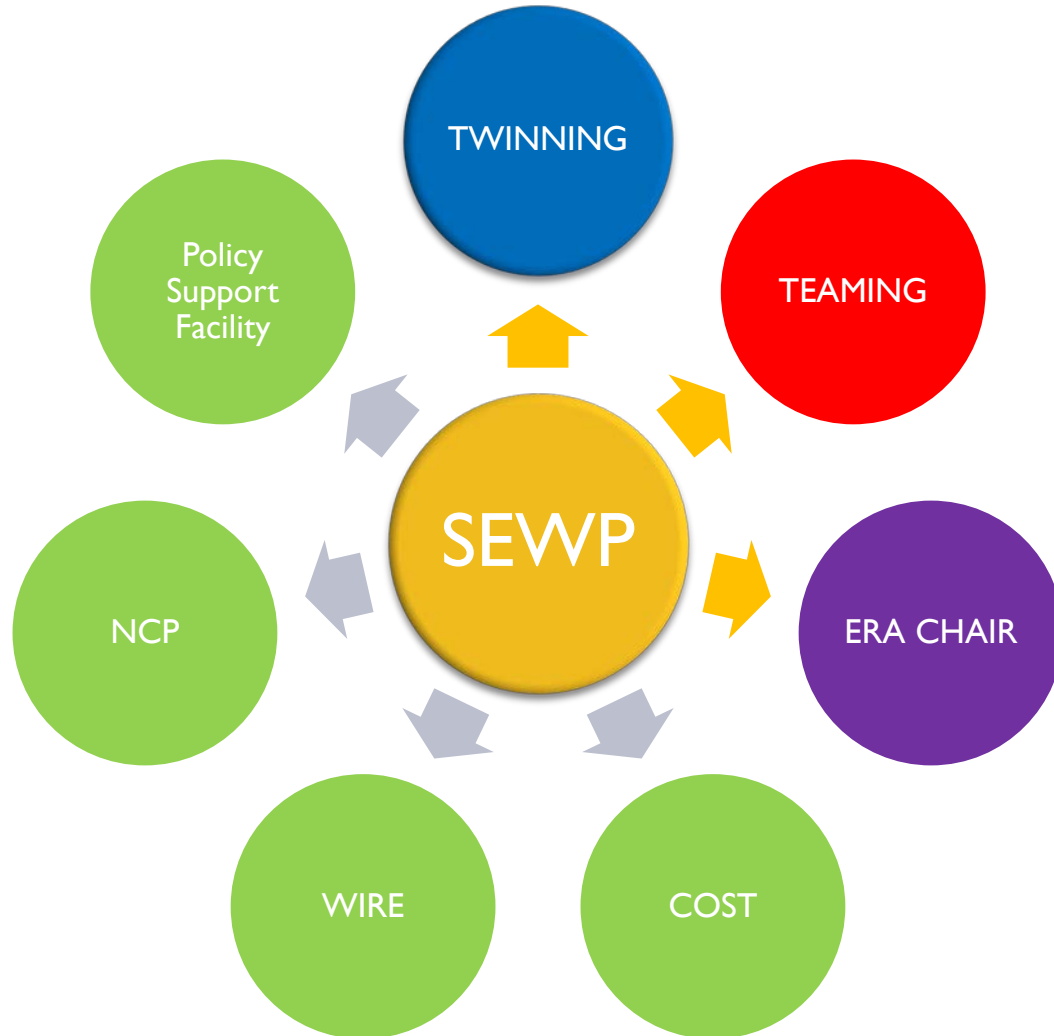 TWINNING
TEAMING
ERA CHAIR
COST
WIRE
NCP
Policy
Support
Facility
SEWP